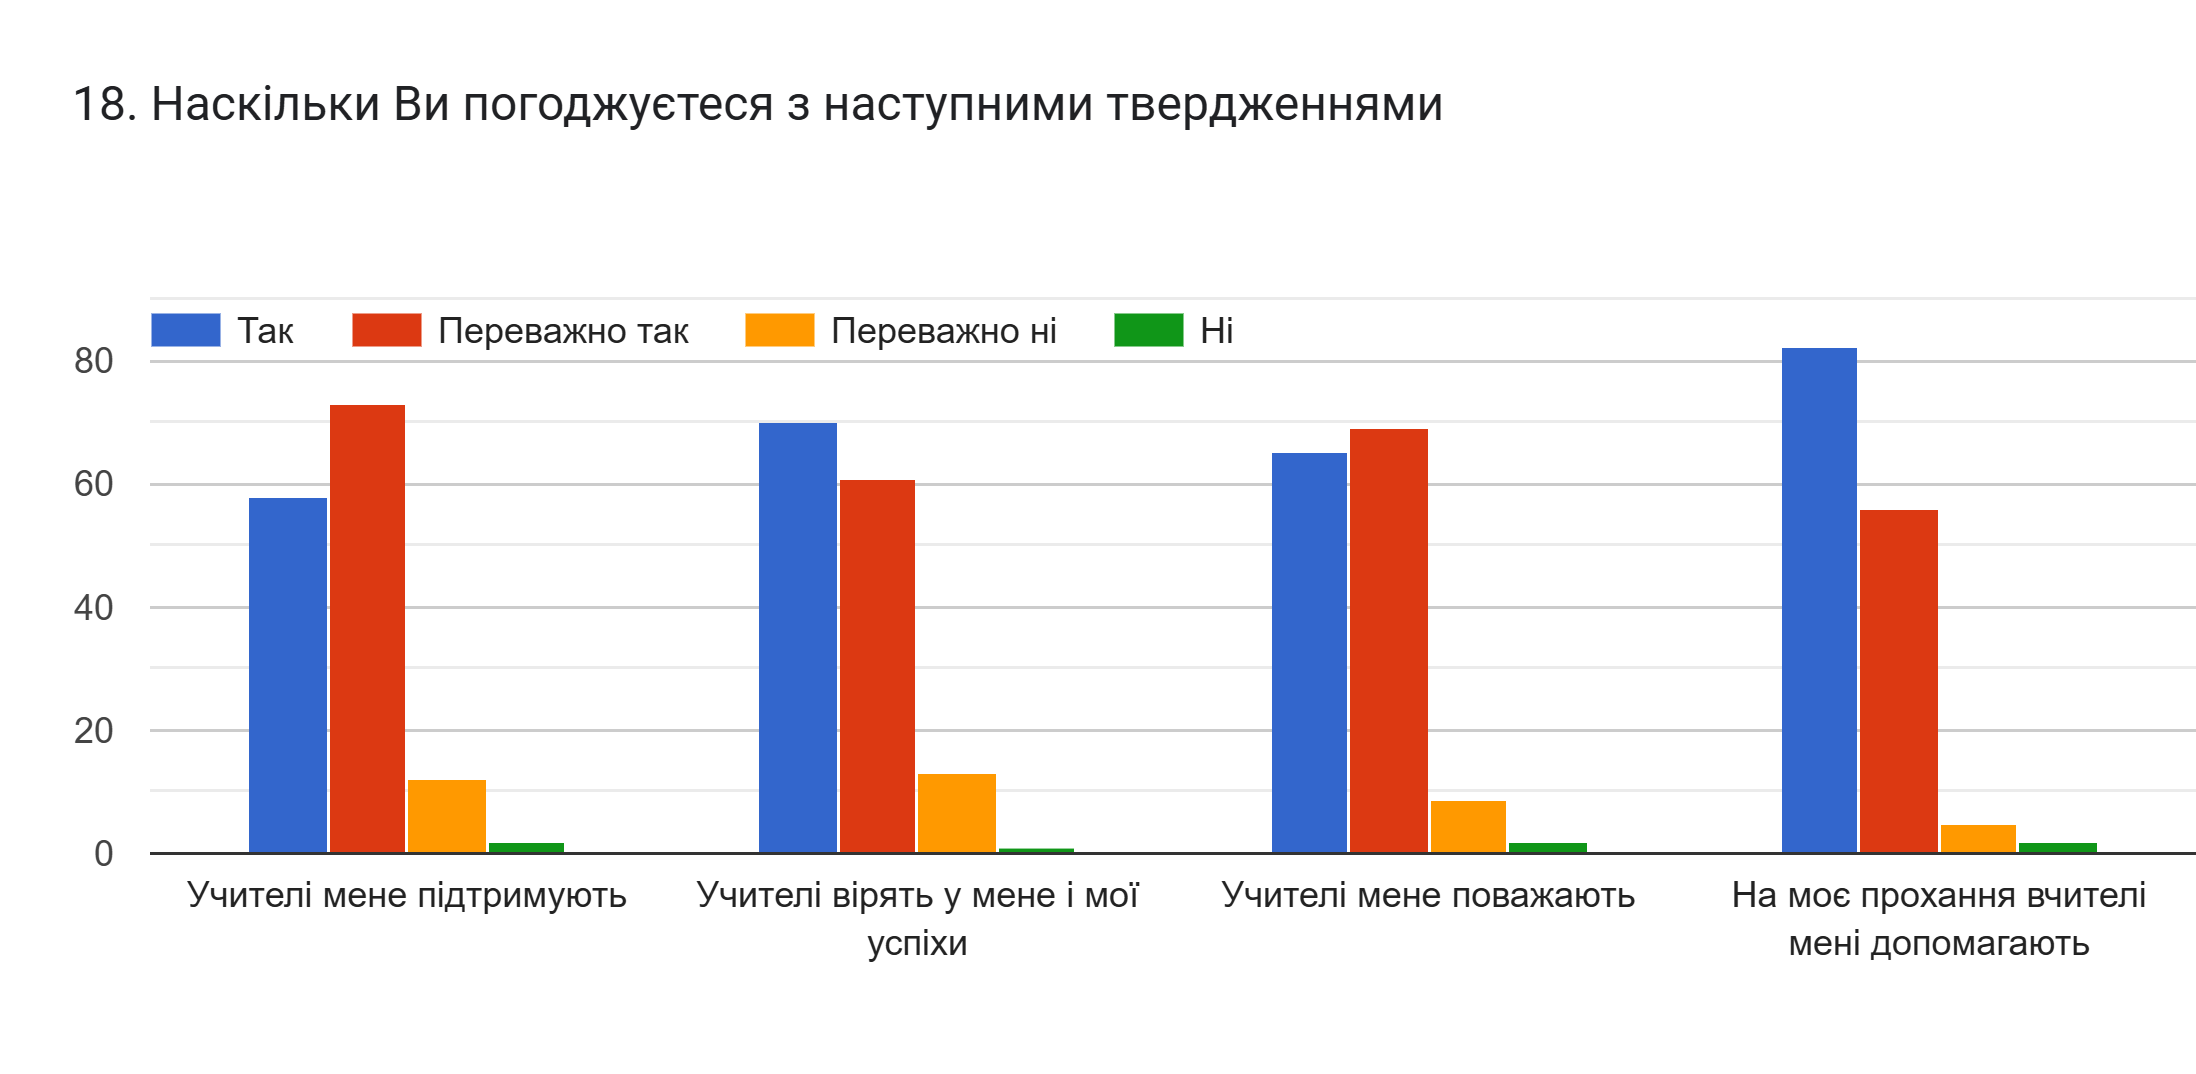 18. Наскільки Ви погоджуєтеся з наступними твердженнями
Так Переважно так Переважно ні Ні
80
60
40
20
0
Учителі мене підтримують
Учителі вірять у мене і мої
успіхи
Учителі мене поважають
На моє прохання вчителі
мені допомагають